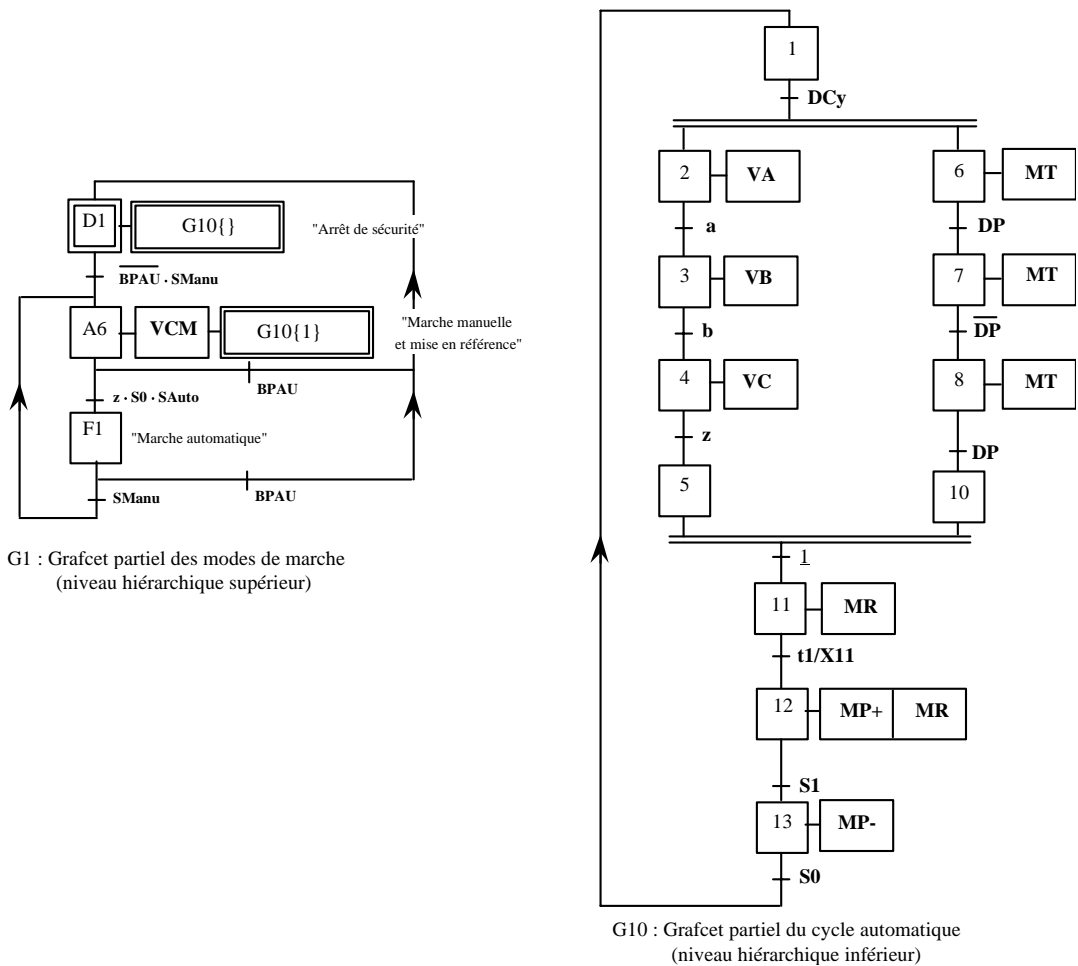 D1
G10{}
"Arrêt de sécurité"
BPAU · SManu
A6
VCM
G10{1}
"Marche manuelle
et mise en référence"
BPAU
z · S0 · SAuto
F1
"Marche automatique"
BPAU
SManu
G1 : Grafcet partiel des modes de marche
(niveau hiérarchique supérieur)
1
DCy
2
VA
6
MT
a
DP
3
VB
7
MT
b
DP
4
VC
8
MT
z
DP
5
10
1
11
MR
t1/X11
12
MP+
MR
S1
13
MP-
S0
G10 : Grafcet partiel du cycle automatique
(niveau hiérarchique inférieur)